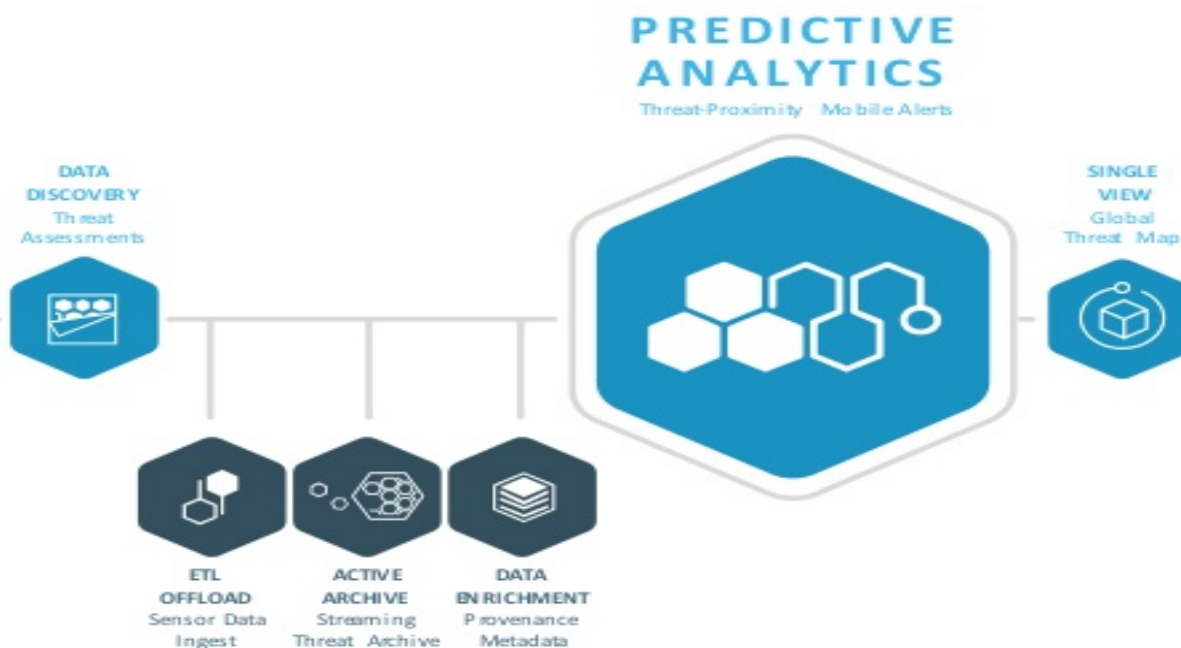 PREDICTIVE
ANALYTICS
Threat-Proximity Mobile Alerts
DATA
DISCOVERY
Threat
Assessments
SINGLE
VIEW
Global
Threat Map
ETL
OFFLOAD
Sensor Data
Ingest
ACTIVE
ARCHIVE
Streaming
Threat Archive
DATA
ENRICHMENT
Provenance
Metadata